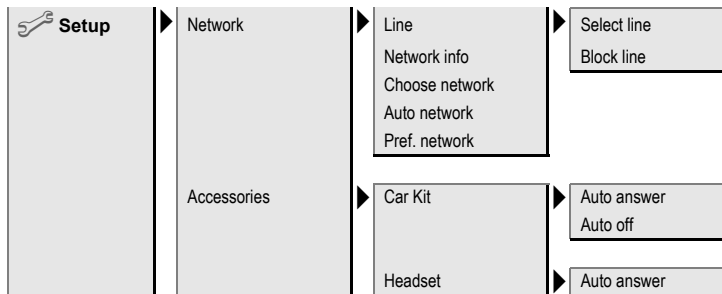 Setup Network Line Select line
Network info Block line
Choose network
Auto network
Pref. network
Accessories Car Kit Auto answer
Auto off
Headset Auto answer